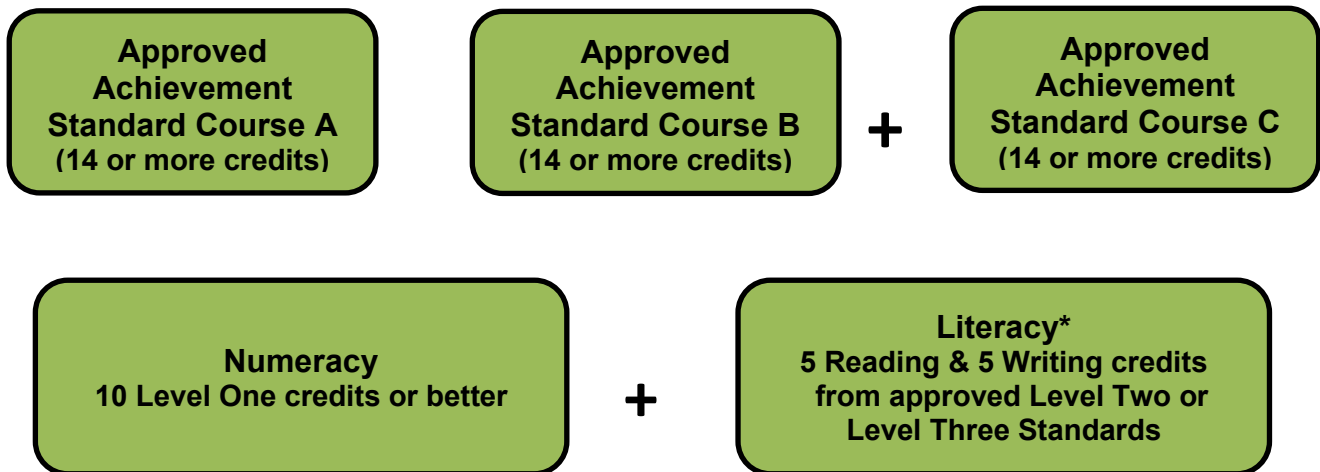 Approved
Achievement
Standard Course A
(14 or more credits)
Approved
Achievement
Standard Course B
(14 or more credits)
+
Approved
Achievement
Standard Course C
(14 or more credits)
Numeracy
10 Level One credits or better
+
Literacy*
5 Reading & 5 Writing credits
from approved Level Two or
Level Three Standards